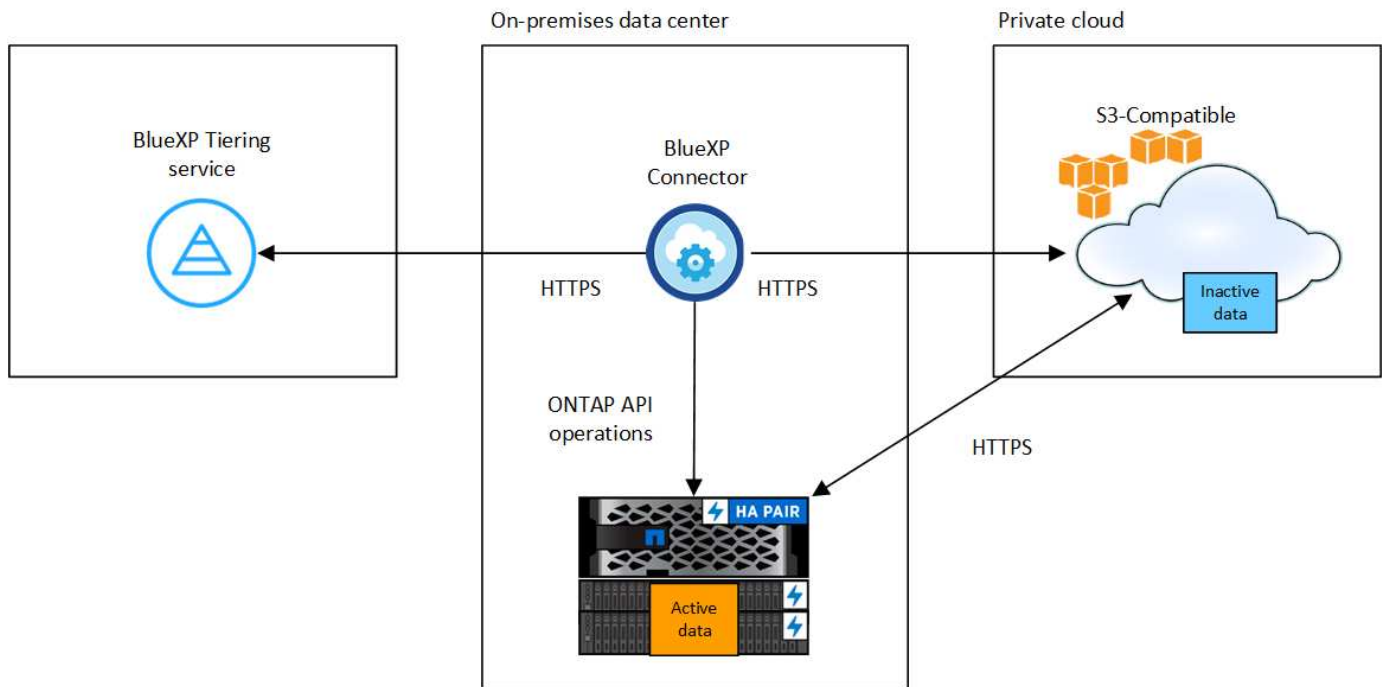 On-premises data center
Private cloud
BlueXP Tiering
service
BlueXP
Connector
S3-Compatible
HTTPS
HTTPS
Inactive
data
ONTAP API
operations
HTTPS
HA PAIR
Active
data